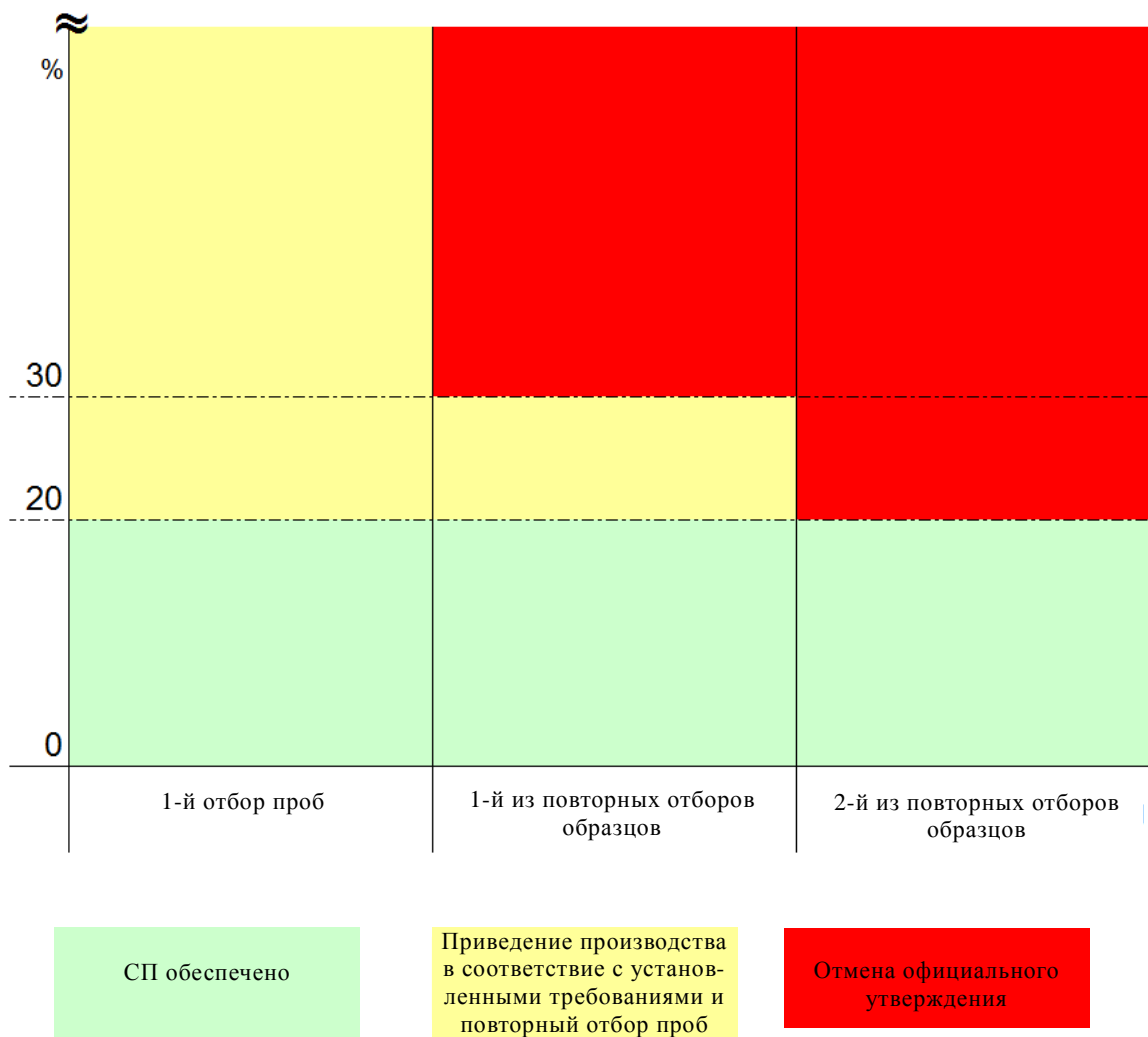 ≈
%
30
20
0
1-й отбор проб
1-й из повторных отборов
образцов
2-й из повторных отборов
образцов
СП обеспечено
Приведение производства
в соответствие с установ-
ленными требованиями и
повторный отбор проб
Отмена официального
утверждения